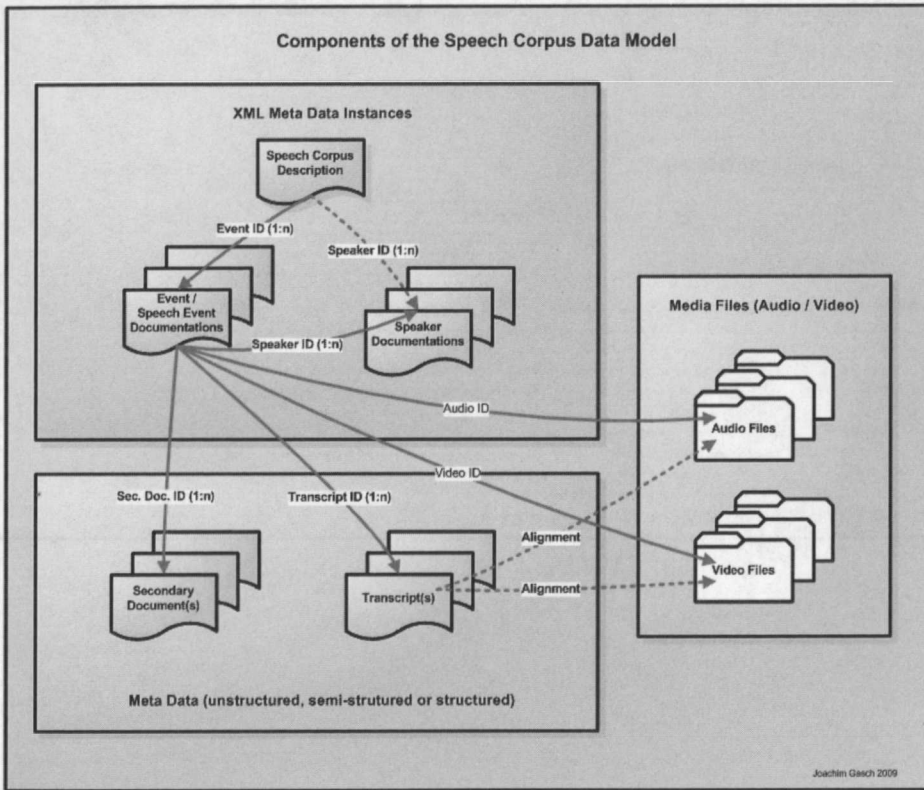 Components of the Speech Corpus Data Model
XML Meta Data Instances
Speech Corpus
Description
Event ID (1:n)
Speaker ID (1:n)
Event /
Speech Event
Documentations
Speaker ID (1:n)
Speaker
Documentations
Media Files (Audio / Video)
Audio ID
Audio Files
Video ID
Sec. Doc. ID (1:n)
Transcript ID (1:n)
Alignment
Video Files
Secondary
Document(s)
Transcript(s)
Alignment
Meta Data (unstructured, semi-strutured or structured)
Joachim Gasch 2009